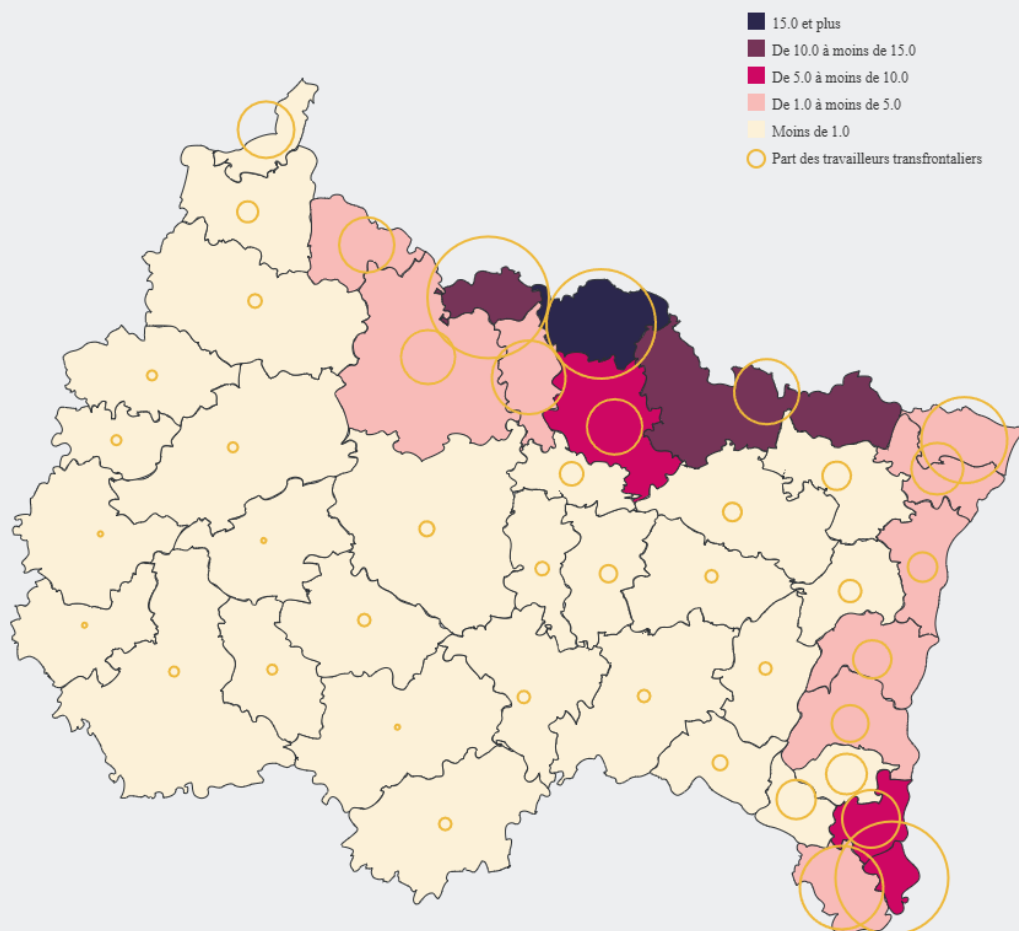 15.0 et plus
De 10.0 à moins de 15.0
De 5.0 à moins de 10.0
De 1.0 à moins de 5.0
Moins de 1.0
Part des travailleurs transfrontaliers